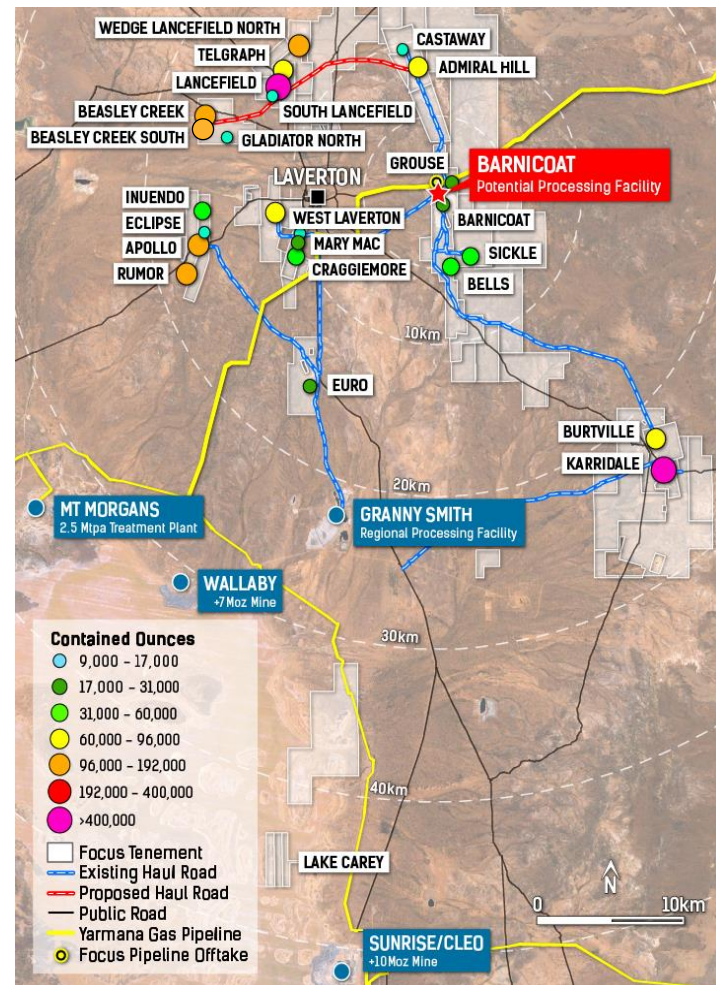 WEDGE LANCEFIELD NORTH
CASTAWAY
TELGRAPH
ADMIRAL HILL
LANCEFIELD
BEASLEY CREEK
SOUTH LANCEFIELD
BEASLEY CREEK SOUTH
GLADIATOR NORTH
GROUSE
BARNICOAT
Potential Processing Facility
LAVERTON
INUENDO
WEST LAVERTON
BARNICOAT
ECLIPSE
MARY MAC
APOLLO
SICKLE
CRAGGIEMORE
RUMOR
BELLS
10km
EURO
BURTVILLE
KARRIDALE
20km
MT MORGANS
2.5 Mtpa Treatment Plant
GRANNY SMITH
Regional Processing Facility
WALLABY
+7Moz Mine
30km
Contained Ounces
9,000 – 17,000
17,000 – 31,000
31,000 – 60,000
60,000 – 96,000
96,000 – 192,000
192,000 – 400,000
>400,000
Focus Tenement
Existing Haul Road
Proposed Haul Road
Public Road
Yarmana Gas Pipeline
Focus Pipeline Offtake
40km
LAKE CAREY
N
0 10km
SUNRISE/CLEO
+10Moz Mine